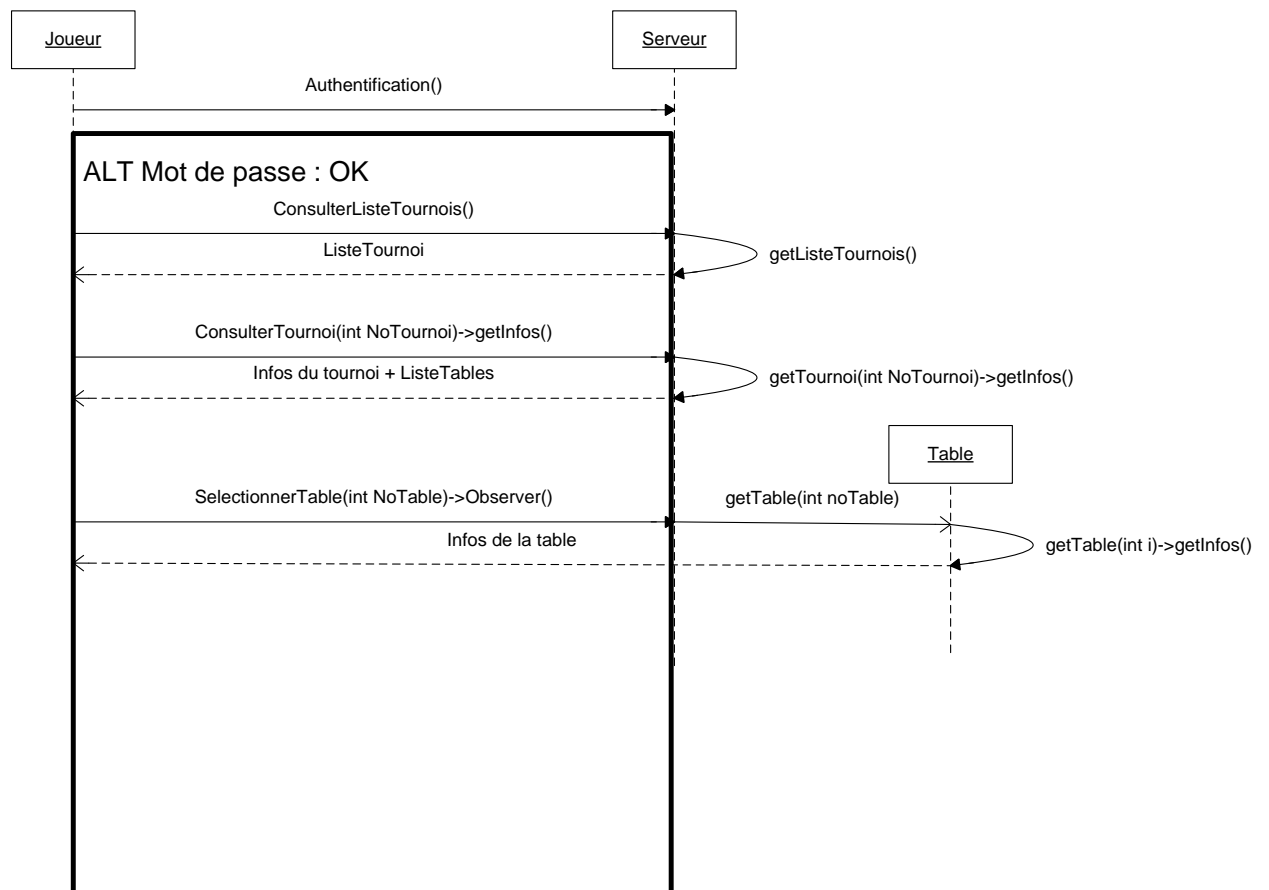 Joueur
Serveur
Authentification()
ALT Mot de passe : OK
ConsulterListeTournois()
ListeTournoi
getListeTournois()
ConsulterTournoi(int NoTournoi)->getInfos()
Infos du tournoi + ListeTables
getTournoi(int NoTournoi)->getInfos()
Table
SelectionnerTable(int NoTable)->Observer()
getTable(int noTable)
Infos de la table
getTable(int i)->getInfos()